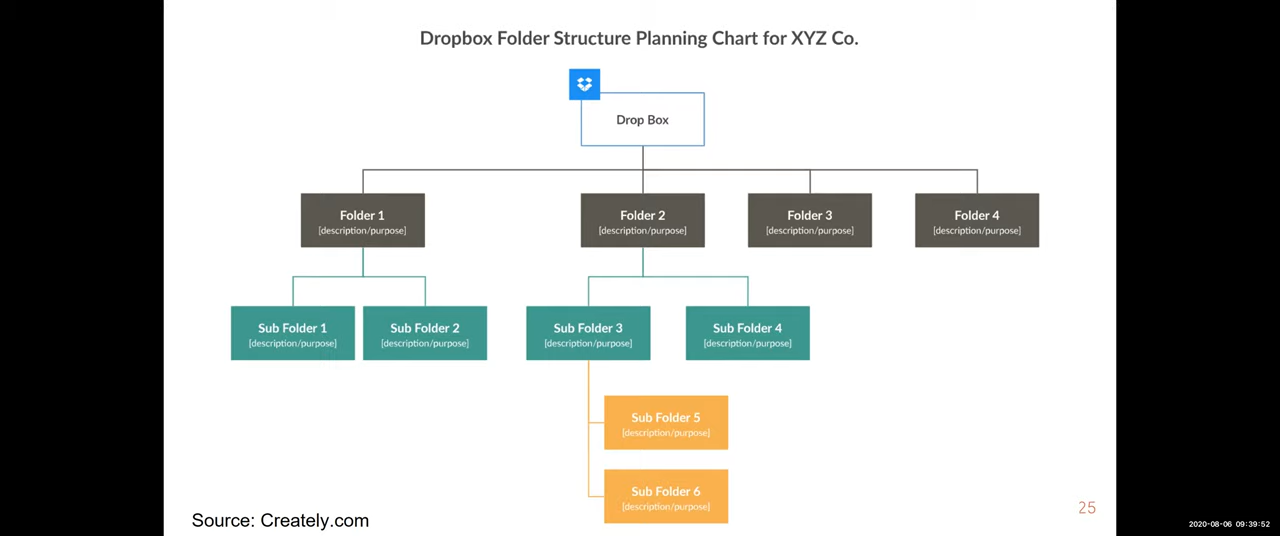 Dropbox Folder Structure Planning Chart for XYZ Co.
Drop Box
Folder 1
[description/purpose]
Folder 2
[description/purpose]
Folder 3
[description/purpose]
Folder 4
[description/purpose]
Sub Folder 1
[description/purpose]
Sub Folder 2
[description/purpose]
Sub Folder 3
[description/purpose]
Sub Folder 4
[description/purpose]
Sub Folder 5
[description/purpose]
Sub Folder 6
[description/purpose]
Source: Creately.com
25
2020-08-06 09:39:52